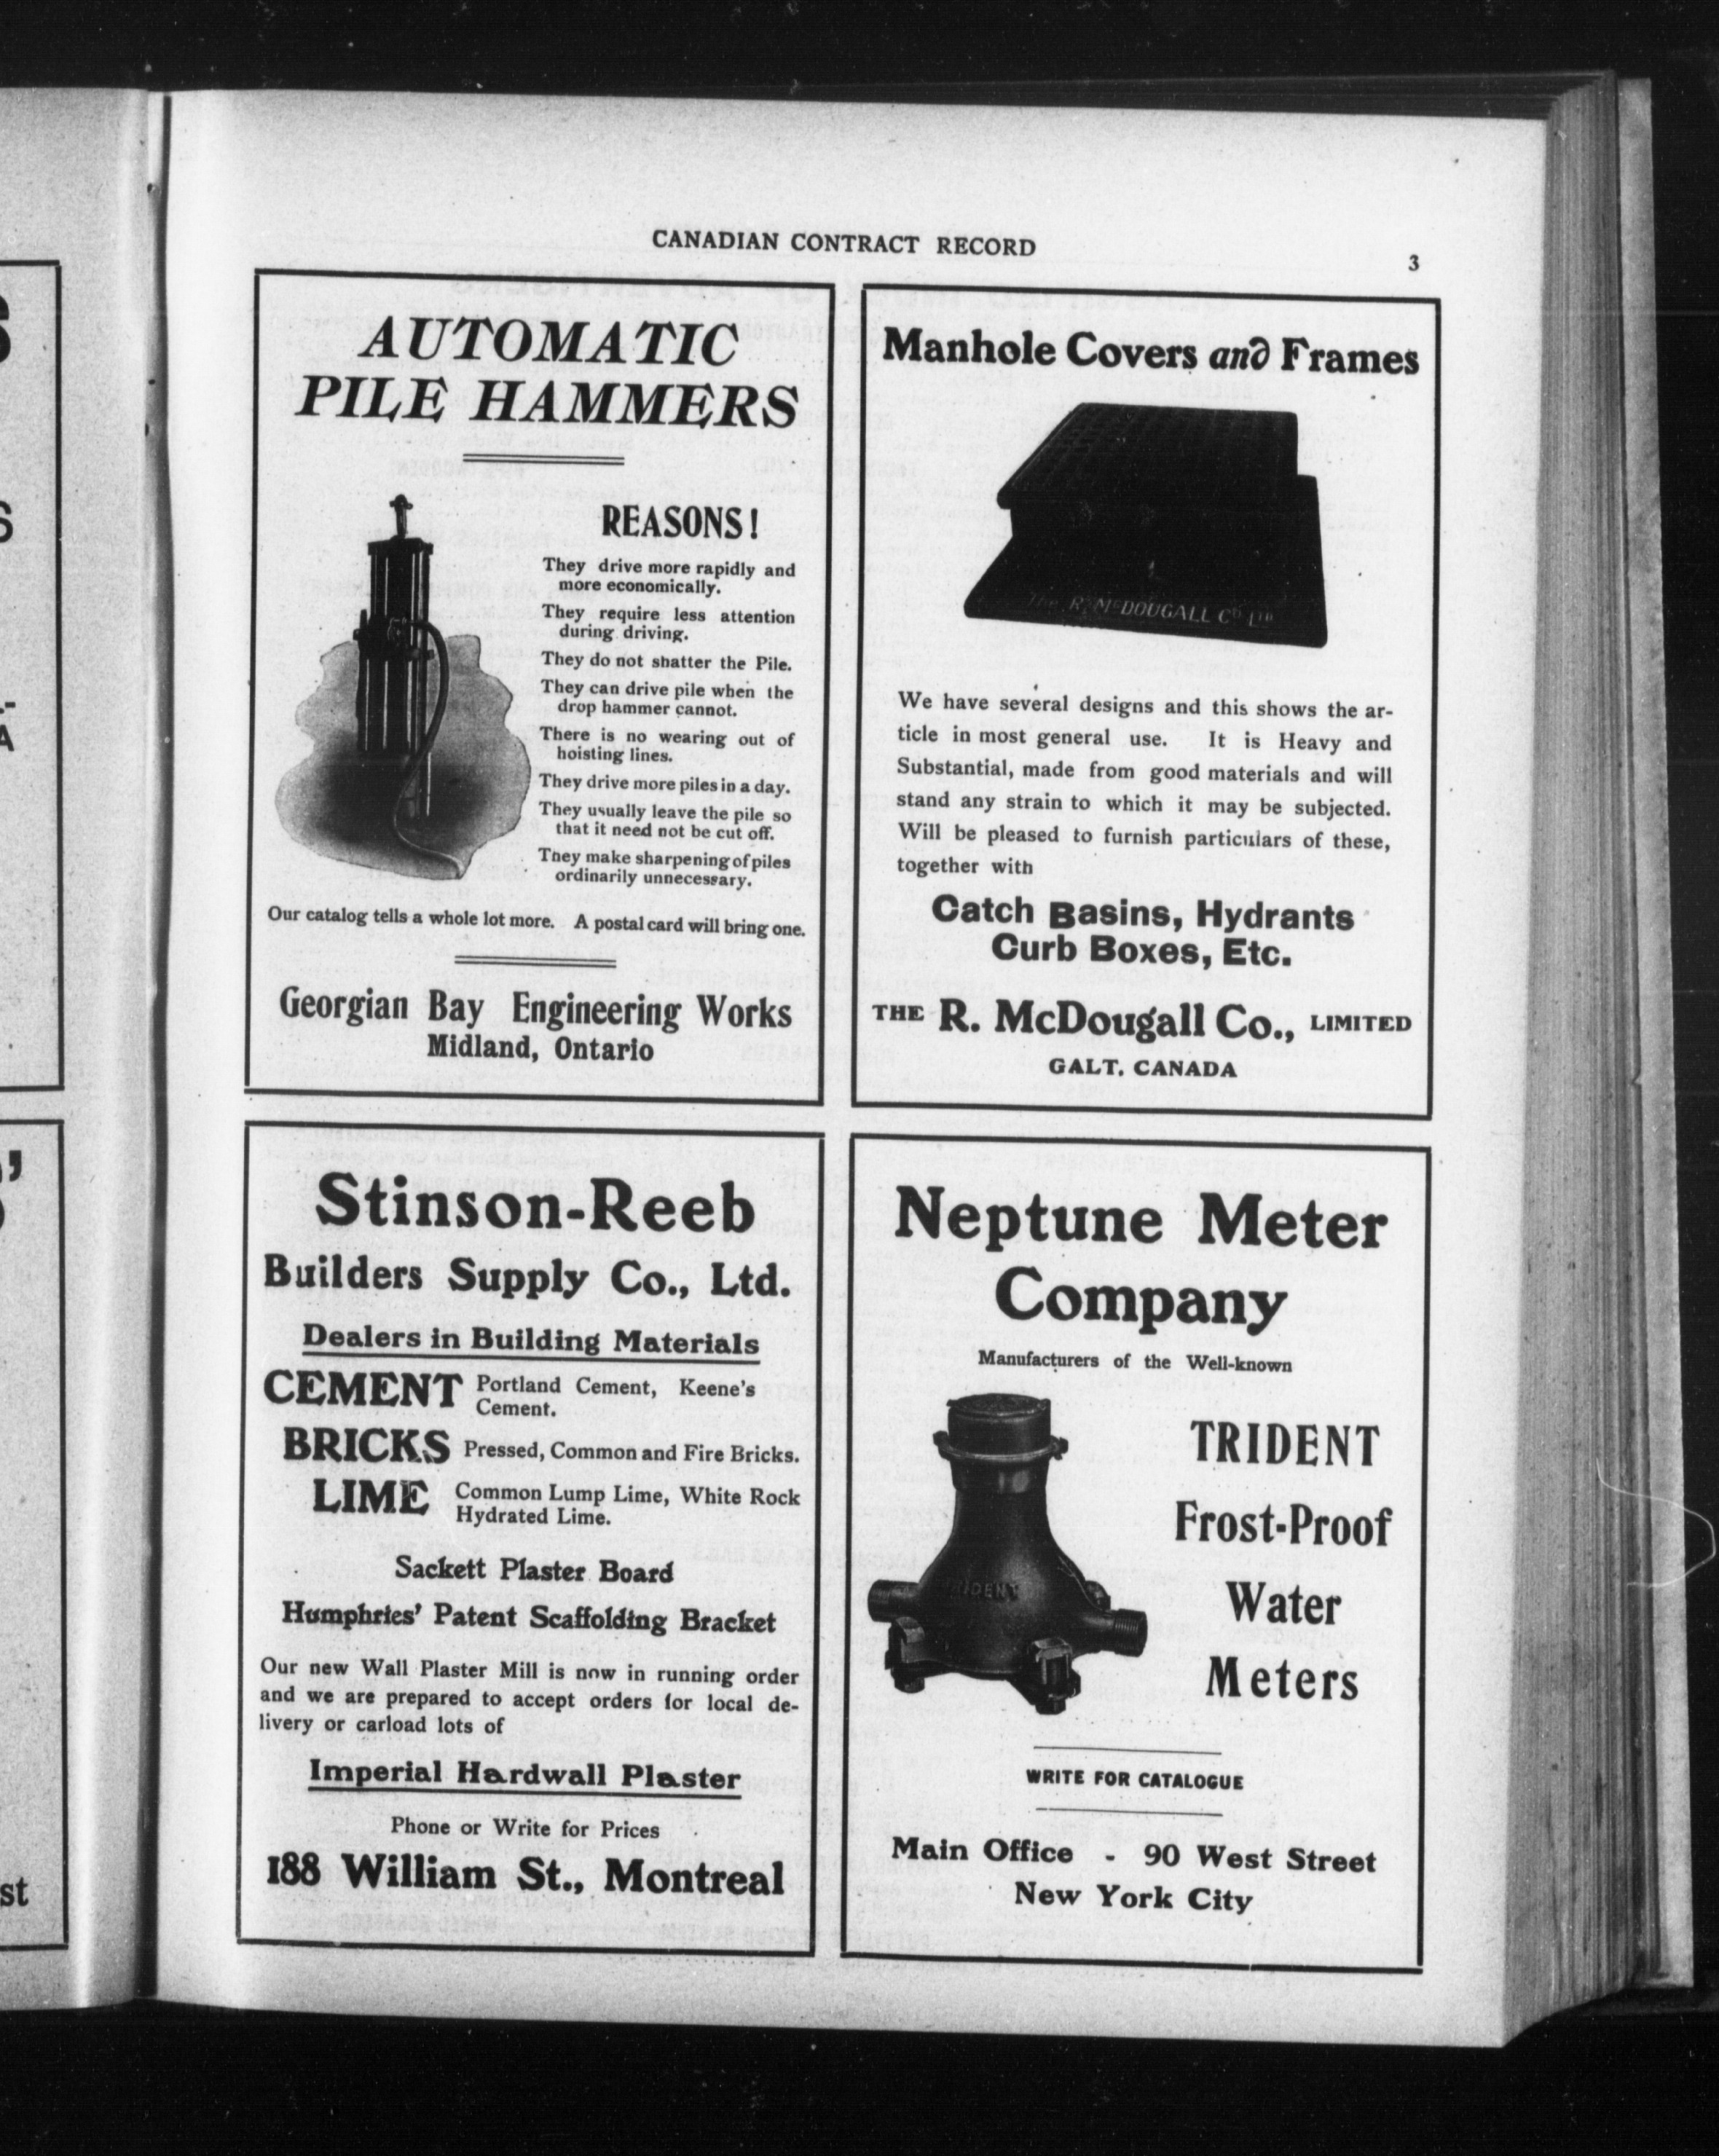 CANADIAN CONTRACT RECORD
3
AUTOMATIC
PILE HAMMERS
REASONS!
They drive more rapidly and
more economically.
They require less attention
during driving.
They do not shatter the Pile.
They can drive pile when the
drop hammer cannot.
There is no wearing out of
hoisting lines.
They drive more piles in a day.
They usually leave the pile so
that it need not be cut off.
They make sharpening of piles
ordinarily unnecessary.
Our catalog tells a whole lot more. A postal card will bring one.
Georgian Bay Engineering Works
Midland, Ontario
Manhole Covers and Frames
The R. McDOUGALL Co LTD
We have several designs and this shows the ar-
ticle in most general use. It is Heavy and
Substantial, made from good materials and will
stand any strain to which it may be subjected.
Will be pleased to furnish particulars of these,
together with
Catch Basins, Hydrants
Curb Boxes, Etc.
THE R. McDougall Co., LIMITED
GALT, CANADA
Stinson-Reeb
Builders Supply Co., Ltd.
Dealers in Building Materials
CEMENT Portland Cement, Keene's
Cement.
BRICKS Pressed, Common and Fire Bricks.
LIME Common Lump Lime, White Rock
Hydrated Lime.
Sackett Plaster Board
Humphries' Patent Scaffolding Bracket
Our new Wall Plaster Mill is now in running order
and we are prepared to accept orders for local de-
livery or carload lots of
Imperial Hardwall Plaster
Phone or Write for Prices
188 William St., Montreal
Neptune Meter
Company
Manufacturers of the Well-known
TRIDENT
TRIDENT
Frost-Proof
Water
Meters
WRITE FOR CATALOGUE
Main Office - 90 West Street
New York City